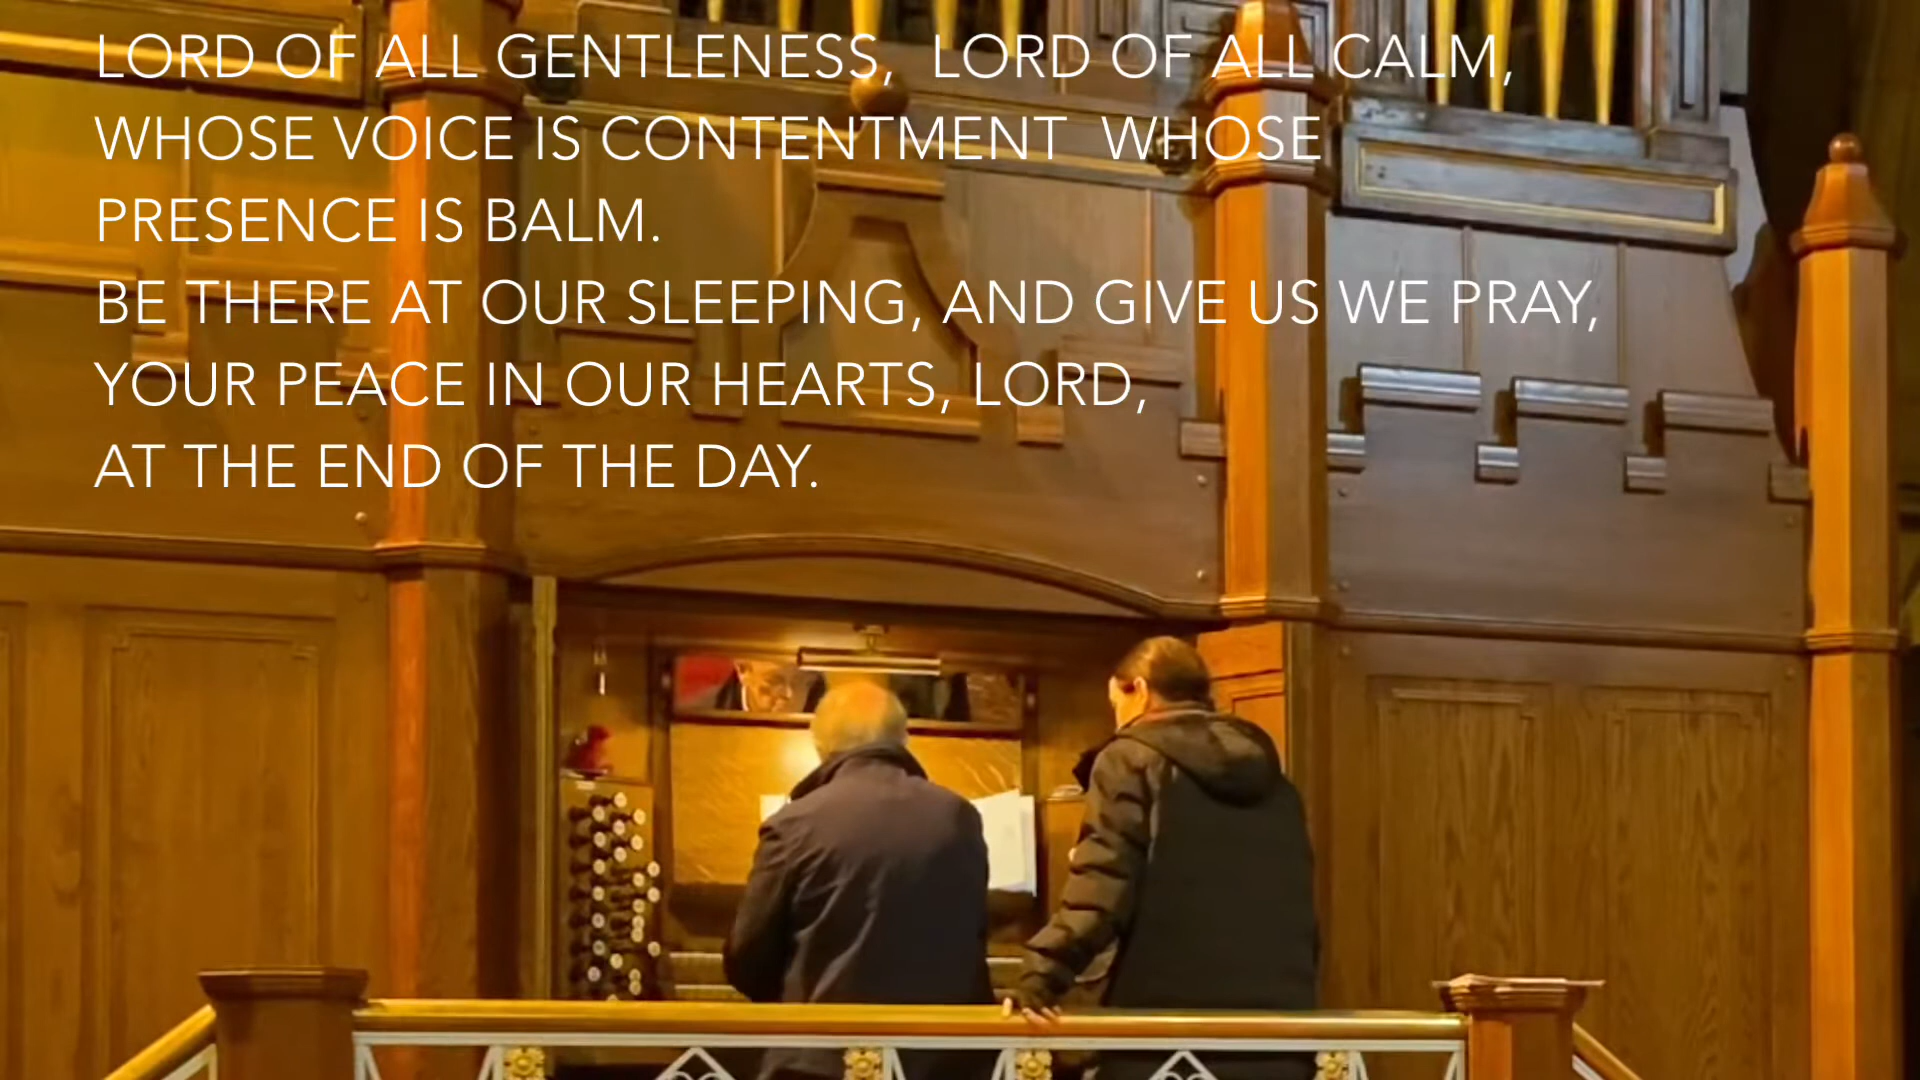 LORD OF ALL GENTLENESS, LORD OF ALL CALM,
WHOSE VOICE IS CONTENTMENT WHOSE
PRESENCE IS BALM.
BE THERE AT OUR SLEEPING, AND GIVE US WE PRAY,
YOUR PEACE IN OUR HEARTS, LORD,
AT THE END OF THE DAY.